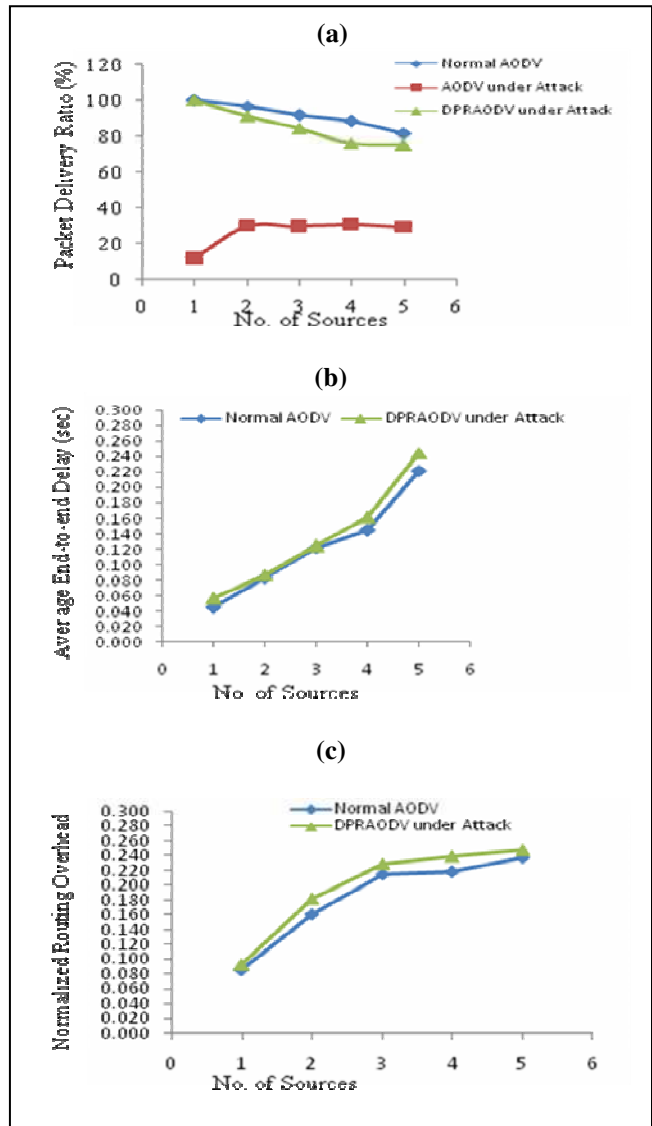 (a)
Normal AODV
AODV under Attack
DPRAODV under Attack
Packet Delivery Ratio (%)
120
100
80
60
40
20
0
0 1 2 3 4 5 6
No. of Sources
(b)
Normal AODV DPRAODV under Attack
Average End-to-end Delay (sec)
0.300
0.280
0.260
0.240
0.220
0.200
0.180
0.160
0.140
0.120
0.100
0.080
0.060
0.040
0.020
0.000
0 1 2 3 4 5 6
No. of Sources
(c)
Normal AODV
DPRAODV under Attack
Normalized Routing Overhead
0.300
0.280
0.260
0.240
0.220
0.200
0.180
0.160
0.140
0.120
0.100
0.080
0.060
0.040
0.020
0.000
0 1 2 3 4 5 6
No. of Sources